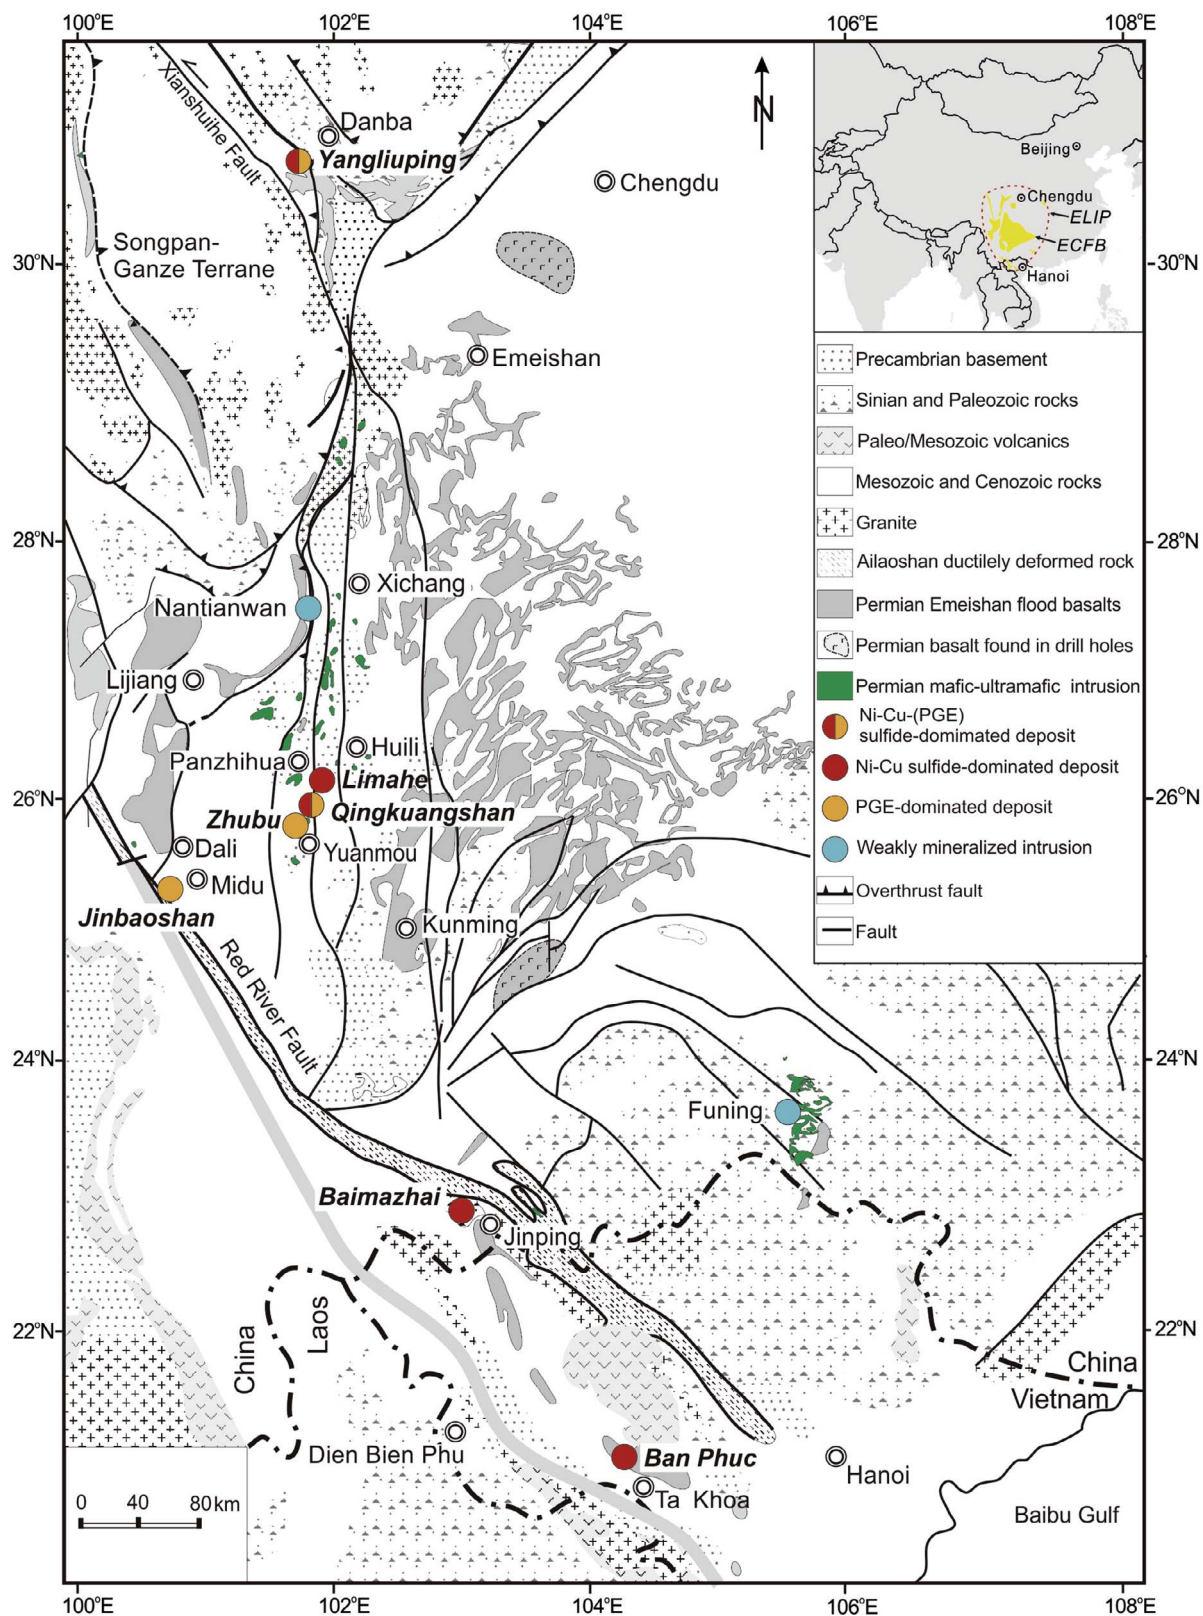 100°E
102°E
104°E
106°E
108°E
Xianshuihe Fault
Danba
Yangliuping
Chengdu
N
Beijing
Chengdu
ELIP
ECFB
Hanoi
Songpan-
Ganze Terrane
30°N
30°N
Emeishan
Precambrian basement
Sinian and Paleozoic rocks
Paleo/Mesozoic volcanics
Mesozoic and Cenozoic rocks
Granite
Ailaoshan ductilely deformed rock
Permian Emeishan flood basalts
Permian basalt found in drill holes
Permian mafic-ultramafic intrusion
Ni-Cu-(PGE)
sulfide-domimated deposit
Ni-Cu sulfide-dominated deposit
PGE-dominated deposit
Weakly mineralized intrusion
Overthrust fault
Fault
28°N
28°N
Xichang
Nantianwan
Lijiang
Huili
Panzhihua
Limahe
26°N
26°N
Qingkuangshan
Zhubu
Yuanmou
Dali
Midu
Jinbaoshan
Kunming
Red River Fault
24°N
24°N
Funing
Baimazhai
Jinping
22°N
22°N
China
Laos
China
Vietnam
Dien Bien Phu
Ban Phuc
Ta Khoa
Hanoi
Baibu Gulf
0 40 80 km
100°E
102°E
104°E
106°E
108°E